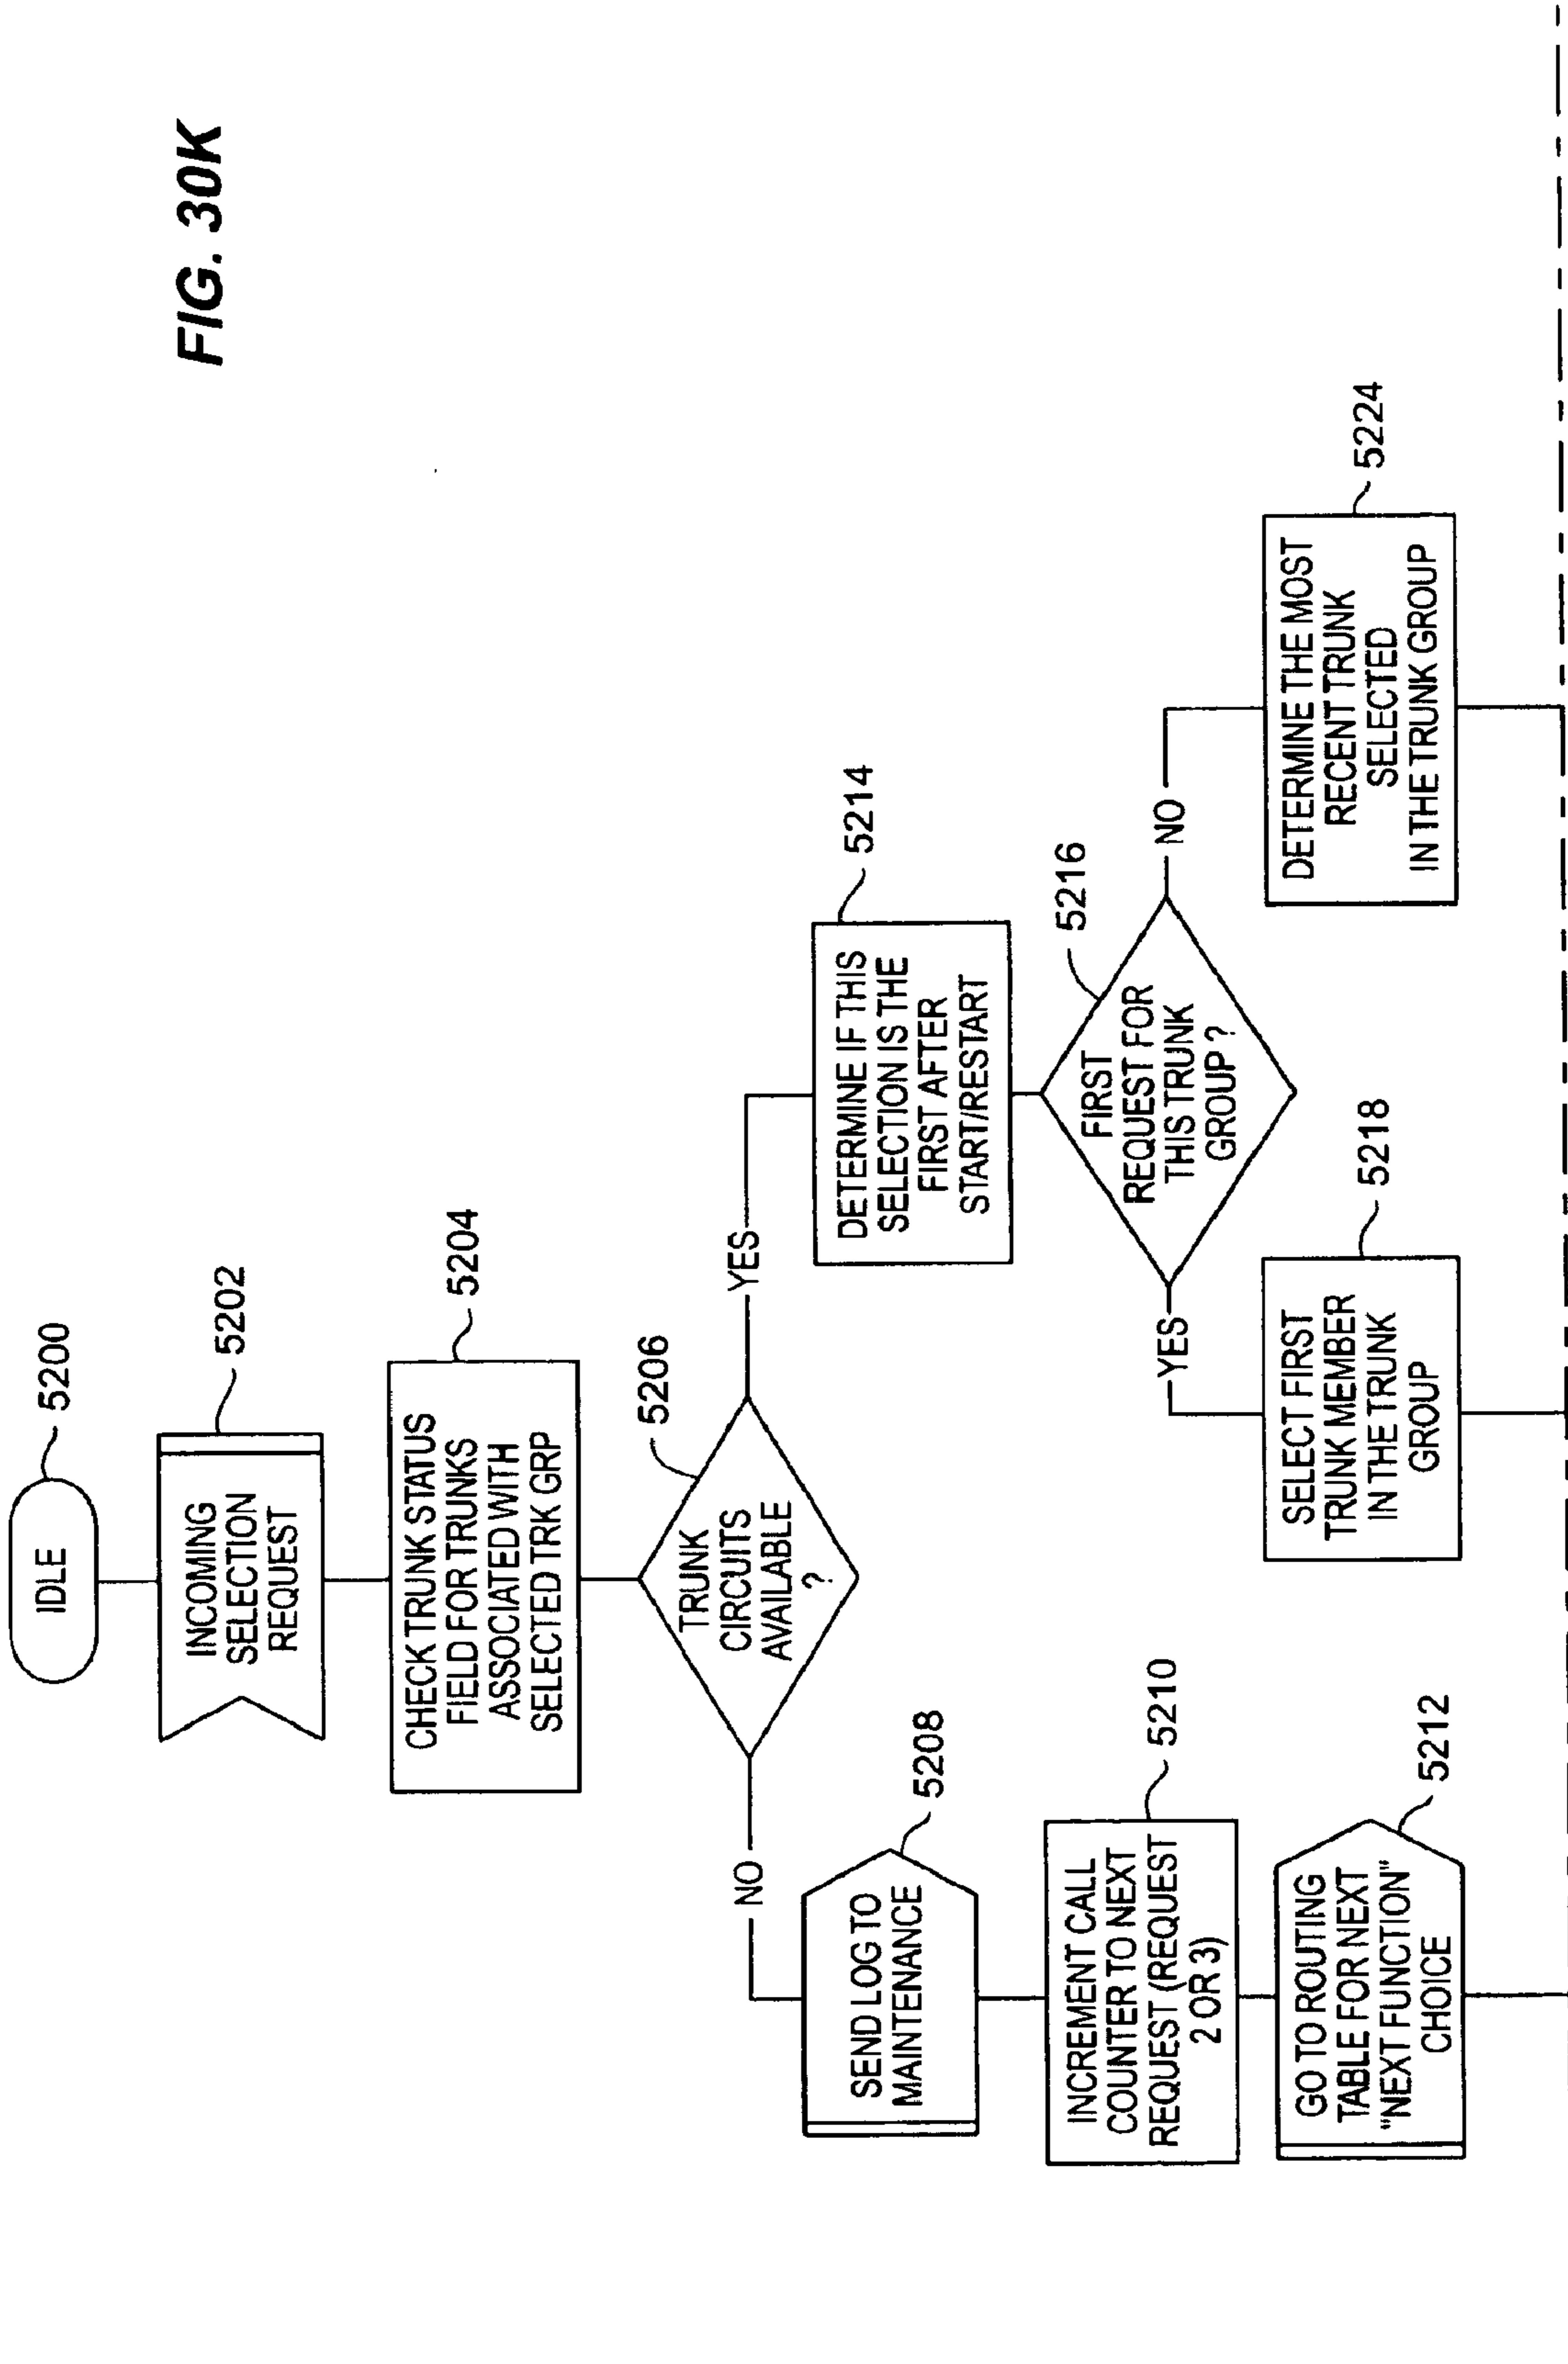 FIG. 30K
IDLE
5200
INCOMING
SELECTION
REQUEST
5202
CHECK TRUNK STATUS
FIELD FOR TRUNKS
ASSOCIATED WITH
SELECTED TRK GRP
5204
TRUNK
CIRCUITS
AVAILABLE
?
5206
NO
YES
SEND LOG TO
MAINTENANCE
5208
INCREMENT CALL
COUNTER TO NEXT
REQUEST (REQUEST
2 OR 3)
5210
GO TO ROUTING
TABLE FOR NEXT
"NEXT FUNCTION"
CHOICE
5212
DETERMINE IF THIS
SELECTION IS THE
FIRST AFTER
START/RESTART
5214
FIRST
REQUEST FOR
THIS TRUNK
GROUP ?
5216
YES
NO
SELECT FIRST
TRUNK MEMBER
IN THE TRUNK
GROUP
5218
DETERMINE THE MOST
RECENT TRUNK
SELECTED
IN THE TRUNK GROUP
5224